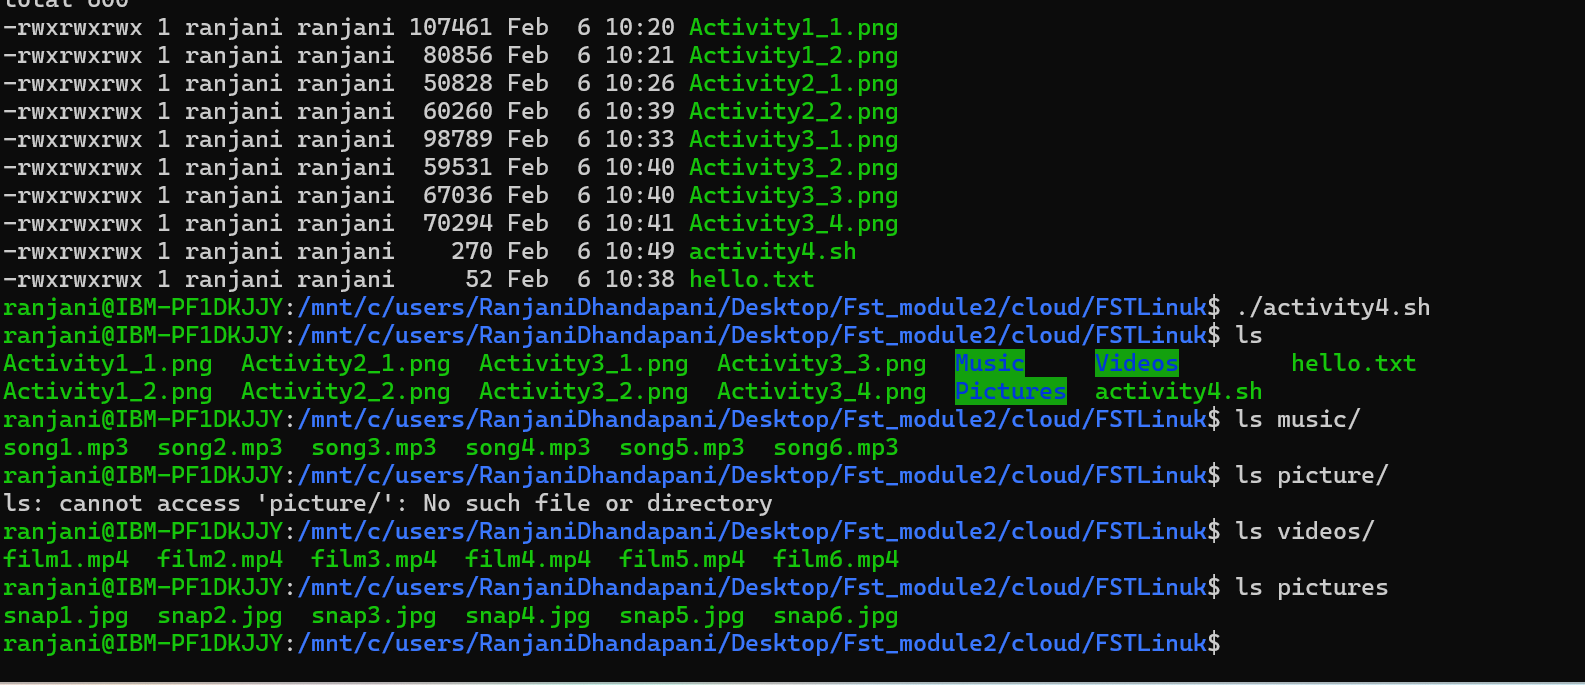 total 800
-rwxrwxrwx 1 ranjani ranjani 107461 Feb  6 10:20 Activity1_1.png
-rwxrwxrwx 1 ranjani ranjani  80856 Feb  6 10:21 Activity1_2.png
-rwxrwxrwx 1 ranjani ranjani  50828 Feb  6 10:26 Activity2_1.png
-rwxrwxrwx 1 ranjani ranjani  60260 Feb  6 10:39 Activity2_2.png
-rwxrwxrwx 1 ranjani ranjani  98789 Feb  6 10:33 Activity3_1.png
-rwxrwxrwx 1 ranjani ranjani  59531 Feb  6 10:40 Activity3_2.png
-rwxrwxrwx 1 ranjani ranjani  67036 Feb  6 10:40 Activity3_3.png
-rwxrwxrwx 1 ranjani ranjani  70294 Feb  6 10:41 Activity3_4.png
-rwxrwxrwx 1 ranjani ranjani    270 Feb  6 10:49 activity4.sh
-rwxrwxrwx 1 ranjani ranjani     52 Feb  6 10:38 hello.txt
ranjani@IBM-PF1DKJJY:/mnt/c/users/RanjaniDhandapani/Desktop/Fst_module2/cloud/FSTLinuk$ ./activity4.sh
ranjani@IBM-PF1DKJJY:/mnt/c/users/RanjaniDhandapani/Desktop/Fst_module2/cloud/FSTLinuk$ ls
Activity1_1.png  Activity2_1.png  Activity3_1.png  Activity3_3.png  Music     Videos        hello.txt
Activity1_2.png  Activity2_2.png  Activity3_2.png  Activity3_4.png  Pictures  activity4.sh
ranjani@IBM-PF1DKJJY:/mnt/c/users/RanjaniDhandapani/Desktop/Fst_module2/cloud/FSTLinuk$ ls music/
song1.mp3  song2.mp3  song3.mp3  song4.mp3  song5.mp3  song6.mp3
ranjani@IBM-PF1DKJJY:/mnt/c/users/RanjaniDhandapani/Desktop/Fst_module2/cloud/FSTLinuk$ ls picture/
ls: cannot access 'picture/': No such file or directory
ranjani@IBM-PF1DKJJY:/mnt/c/users/RanjaniDhandapani/Desktop/Fst_module2/cloud/FSTLinuk$ ls videos/
film1.mp4  film2.mp4  film3.mp4  film4.mp4  film5.mp4  film6.mp4
ranjani@IBM-PF1DKJJY:/mnt/c/users/RanjaniDhandapani/Desktop/Fst_module2/cloud/FSTLinuk$ ls pictures
snap1.jpg  snap2.jpg  snap3.jpg  snap4.jpg  snap5.jpg  snap6.jpg
ranjani@IBM-PF1DKJJY:/mnt/c/users/RanjaniDhandapani/Desktop/Fst_module2/cloud/FSTLinuk$